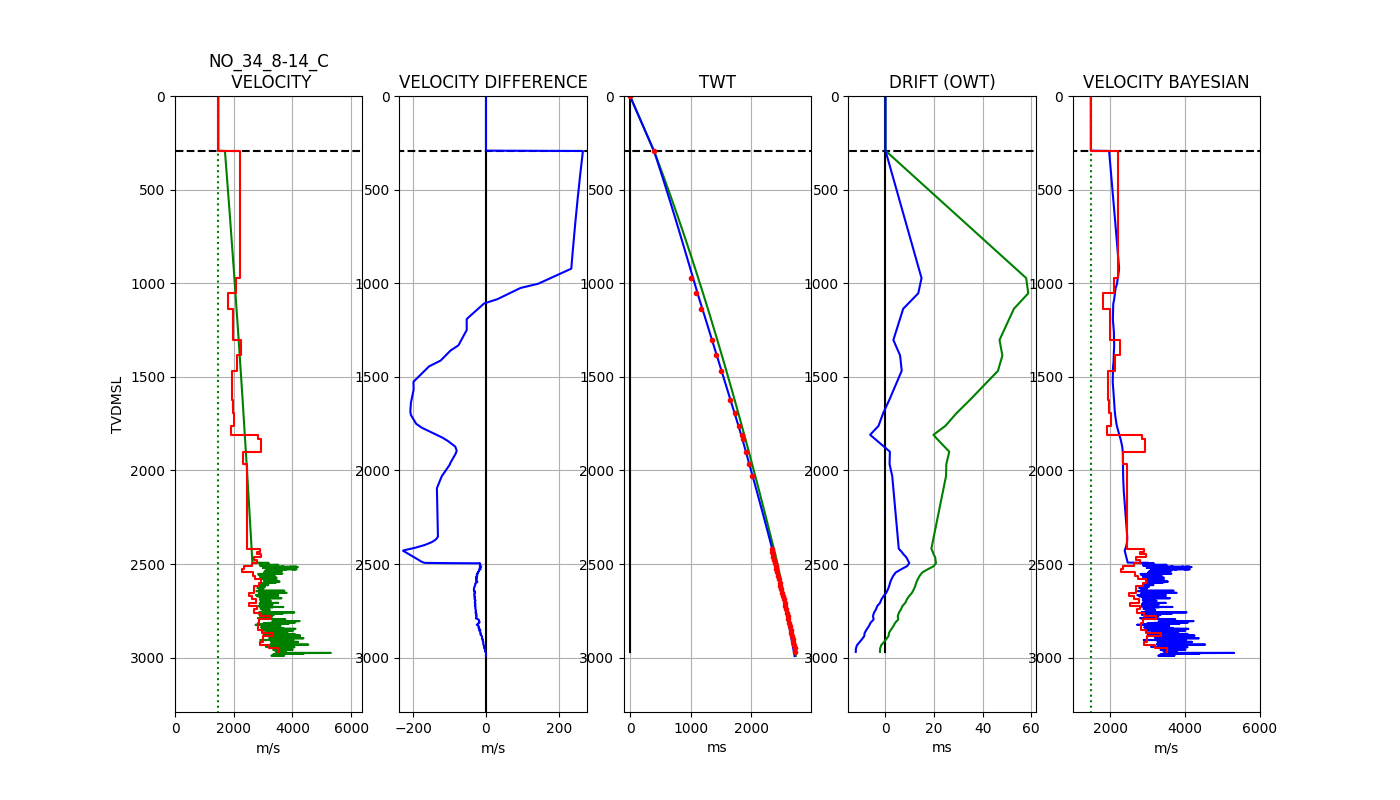 NO_34_8-14_C
VELOCITY
VELOCITY DIFFERENCE
TWT
DRIFT (OWT)
VELOCITY BAYESIAN
0 0 0 0 0
500 500 500 500 500
1000 1000 1000 1000 1000
1500 1500 1500 1500 1500
TVDMSL
2000 2000 2000 2000 2000
2500 2500 2500 2500 2500
3000 3000 3000 3000 3000
0 2000 4000 6000
−200 0 200
0 1000 2000
0 20 40 60
2000 4000 6000
m/s
m/s
ms
ms
m/s